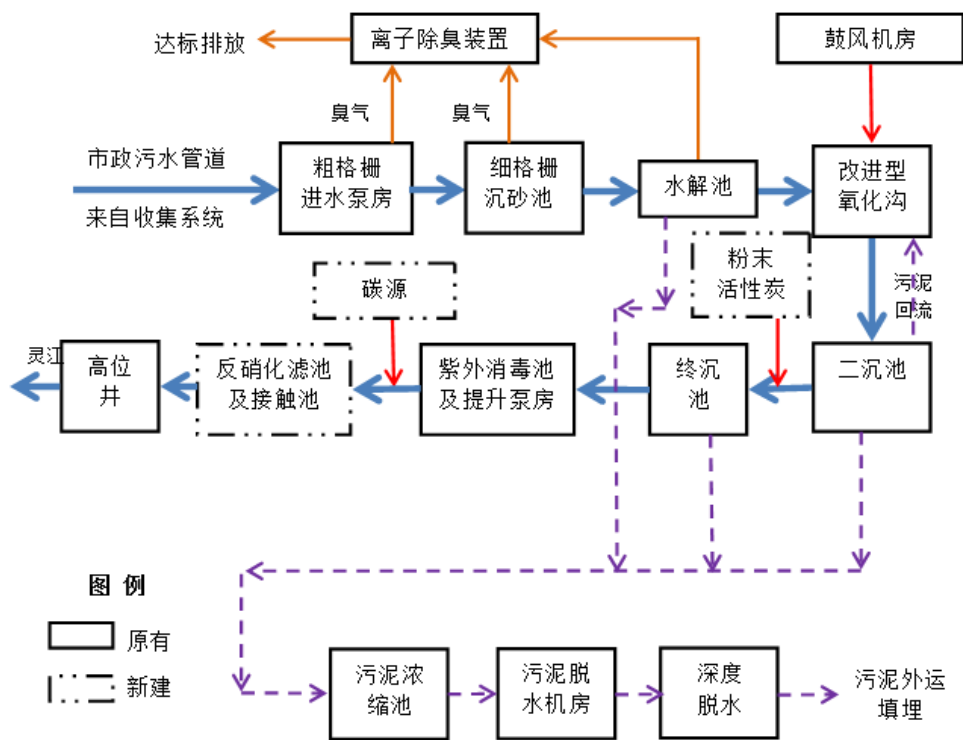 达标排放
离子除臭装置
鼓风机房
臭气
臭气
市政污水管道
来自收集系统
粗格栅
进水泵房
细格栅
沉砂池
水解池
改进型
氧化沟
碳源
粉末
活性炭
污泥
回流
灵江
高位
井
反硝化滤池
及接触池
紫外消毒池
及提升泵房
终沉
池
二沉池
图 例
原有
新建
污泥浓
缩池
污泥脱
水机房
深度
脱水
污泥外运
填埋